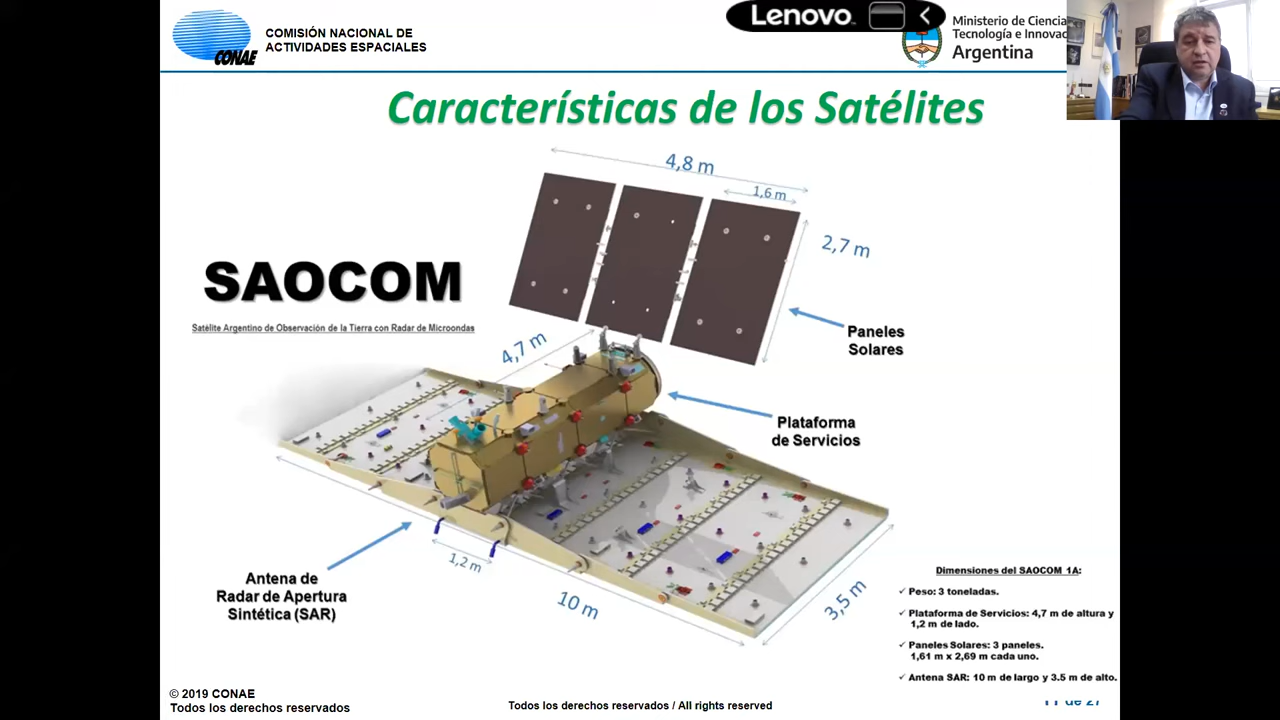 COMISIÓN NACIONAL DE
ACTIVIDADES ESPACIALES
CONAE
Lenovo
Ministerio de Ciencia
Tecnología e Innovac
Argentina
Características de los Satélites
4,8 m
1,6 m
2,7 m
SAOCOM
Satélite Argentino de Observación de la Tierra con Radar de Microondas
4,7 m
Paneles
Solares
Plataforma
de Servicios
1,2 m
Antena de
Radar de Apertura
Sintética (SAR)
10 m
3,5 m
Dimensiones del SAOCOM 1A:
✓ Peso: 3 toneladas.
✓ Plataforma de Servicios: 4,7 m de altura y
1,2 m de lado.
✓ Paneles Solares: 3 paneles.
1,61 m x 2,69 m cada uno.
✓ Antena SAR: 10 m de largo y 3.5 m de alto.
© 2019 CONAE
Todos los derechos reservados
Todos los derechos reservados / All rights reserved
de 27